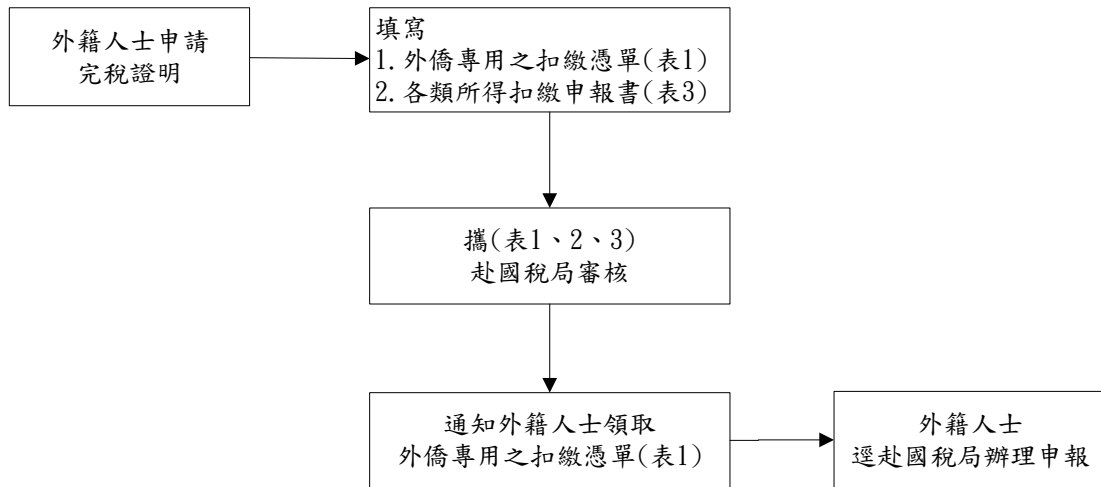 外籍人士申請
完稅證明
填寫
1.外僑專用之扣繳憑單(表1)
2.各類所得扣繳申報書(表3)
攜(表1、2、3)
赴國稅局審核
通知外籍人士領取
外僑專用之扣繳憑單(表1)
外籍人士
逕赴國稅局辦理申報